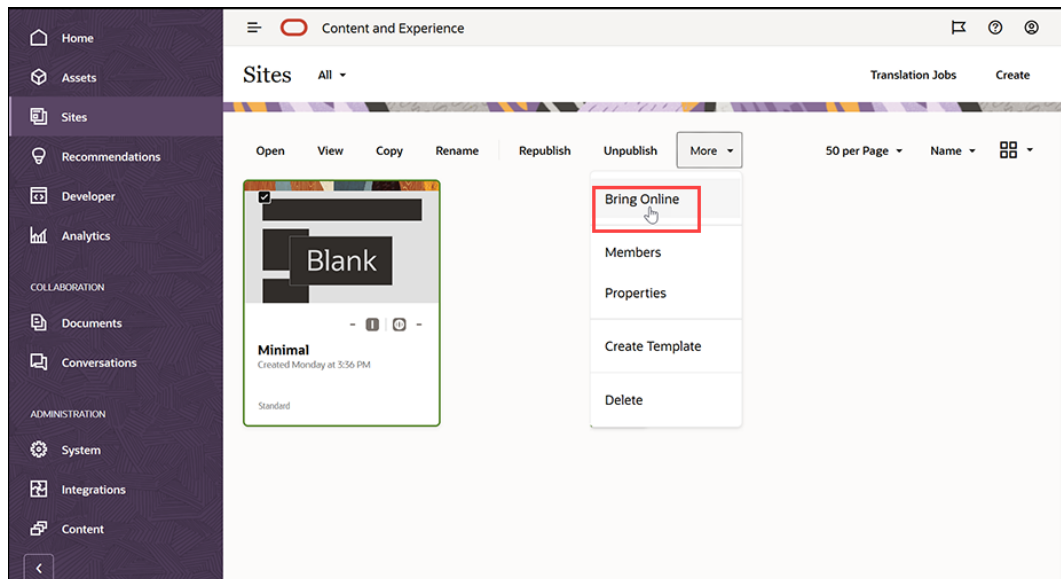 Home
Assets
Sites
Recommendations
Developer
Analytics
COLLABORATION
Documents
Conversations
ADMINISTRATION
System
Integrations
Content
Content and Experience
Sites All
Translation Jobs Create
Open View Copy Rename Republish Unpublish More 50 per Page Name
Bring Online
Members
Properties
Create Template
Delete
Blank
Minimal
Created Monday at 3:36 PM
Standard